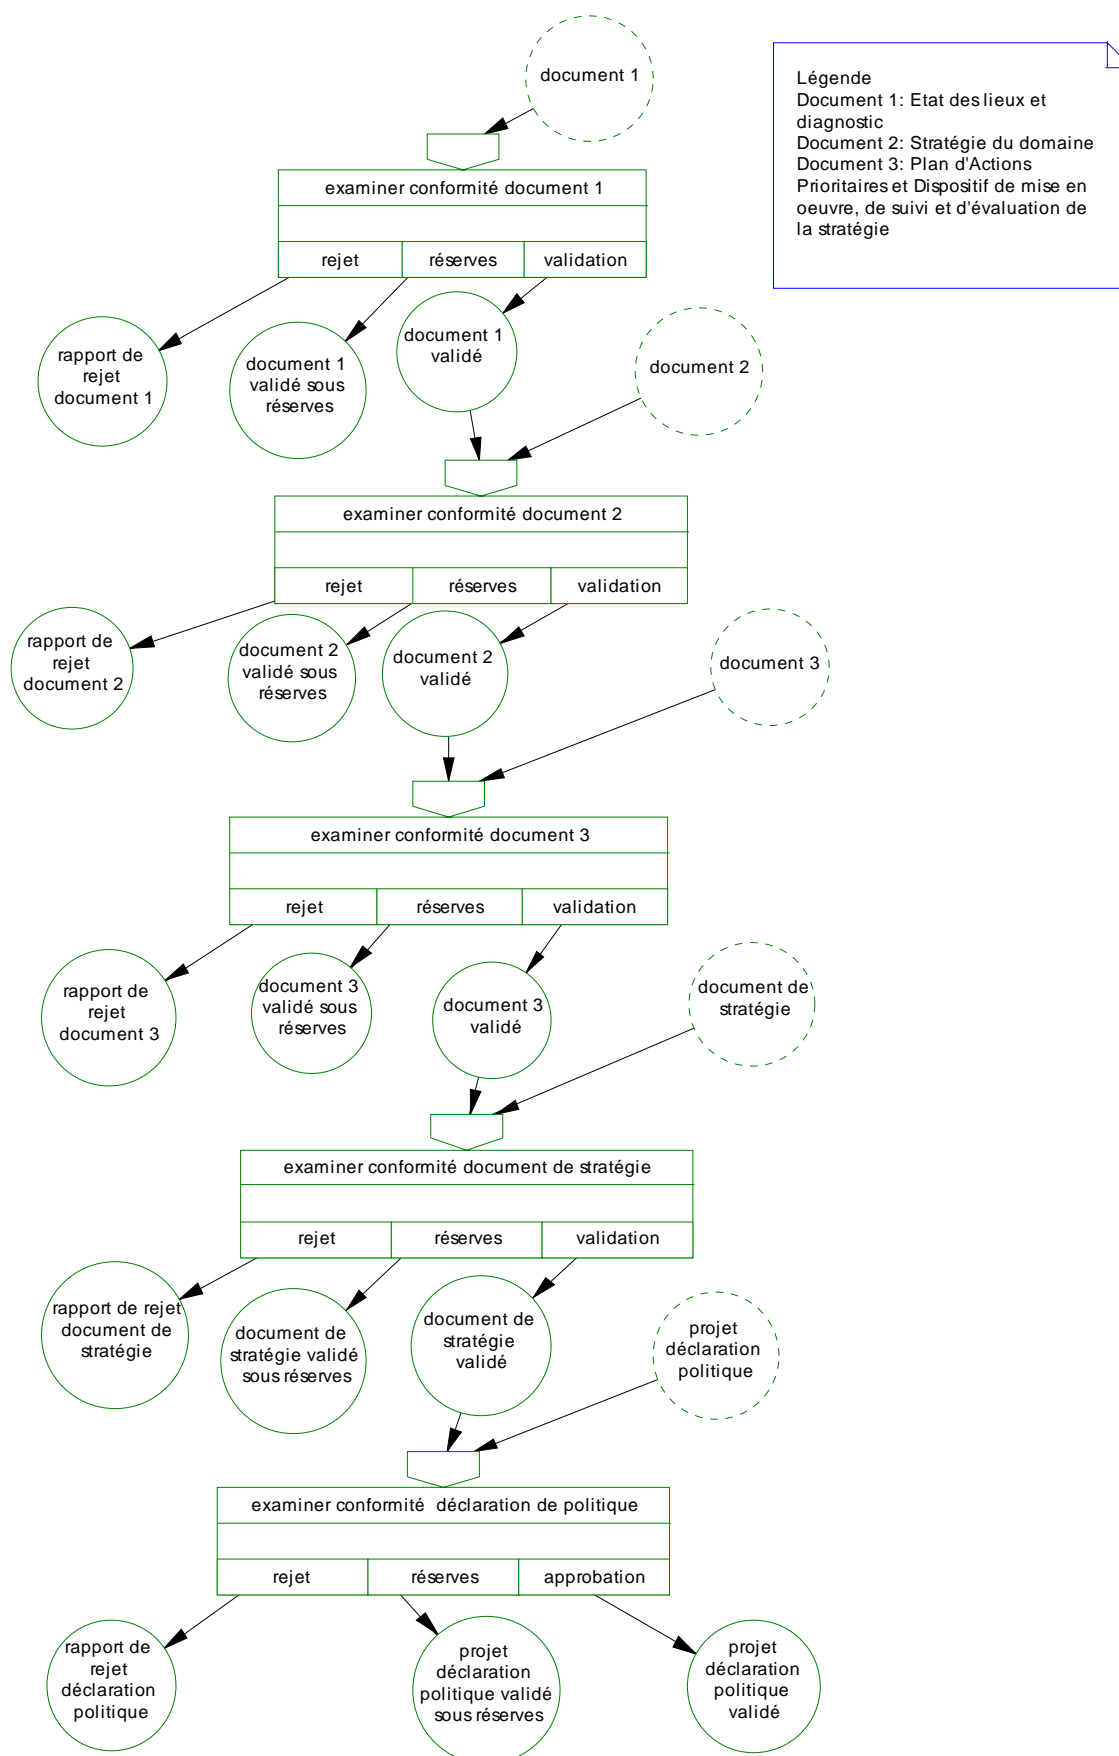 document 1
Légende
Document 1: Etat des lieux et
diagnostic
Document 2: Stratégie du domaine
Document 3: Plan d'Actions
Prioritaires et Dispositif de mise en
oeuvre, de suivi et d'évaluation de
la stratégie
examiner conformité document 1
rejet
réserves
validation
rapport de
rejet
document 1
document 1
validé sous
réserves
document 1
validé
document 2
examiner conformité document 2
rejet
réserves
validation
rapport de
rejet
document 2
document 2
validé sous
réserves
document 2
validé
document 3
examiner conformité document 3
rejet
réserves
validation
rapport de
rejet
document 3
document 3
validé sous
réserves
document 3
validé
document de
stratégie
examiner conformité document de stratégie
rejet
réserves
validation
rapport de rejet
document de
stratégie
document de
stratégie validé
sous réserves
document de
stratégie
validé
projet
déclaration
politique
examiner conformité  déclaration de politique
rejet
réserves
approbation
rapport de
rejet
déclaration
politique
projet
déclaration
politique validé
sous réserves
projet
déclaration
politique
validé